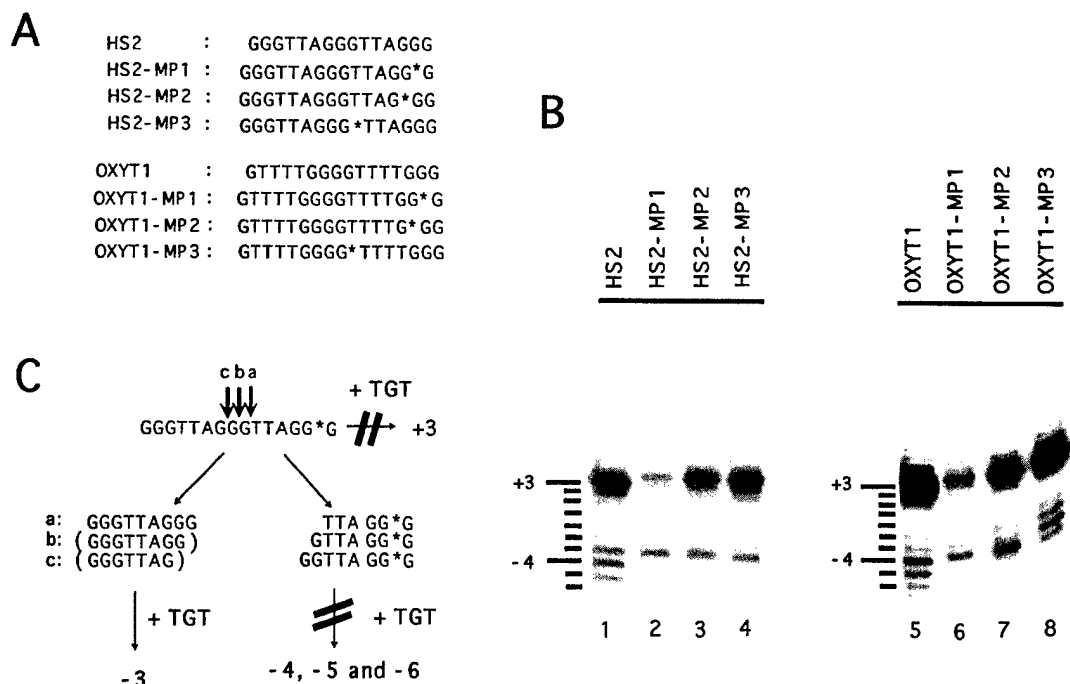 A
HS2 : GGGTTAGGGTTAGGG
HS2-MP1 : GGGTTAGGGTTAGG*G
HS2-MP2 : GGGTTAGGGTTAG*GG
HS2-MP3 : GGGTTAGGG*TTAGGG
OXYT1 : GTTTTGGGGTTTTGGG
OXYT1-MP1 : GTTTTGGGGTTTTGG*G
OXYT1-MP2 : GTTTTGGGGTTTTG*GG
OXYT1-MP3 : GTTTTGGGG*TTTTGGG
B
HS2
HS2-MP1
HS2-MP2
HS2-MP3
OXYT1
OXYT1-MP1
OXYT1-MP2
OXYT1-MP3
+3
-4
+3
-4
1 2 3 4
5 6 7 8
C
c b a
+ TGT
GGGTTAGGGTTAGG*G +3
a: GGGTTAGGG TTA GG*G
b: (GGGTTAGG) GTTA GG*G
c: (GGGTTAG) GGTTA GG*G
+ TGT + TGT
-3 -4, -5 and -6